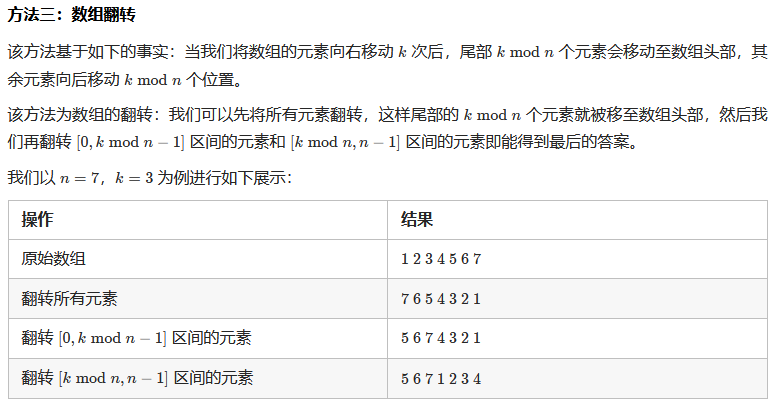 方法三：数组翻转
该方法基于如下的事实：当我们将数组的元素向右移动 k 次后，尾部 k mod n 个元素会移动至数组头部，其
余元素向后移动 k mod n 个位置。
该方法为数组的翻转：我们可以先将所有元素翻转，这样尾部的 k mod n 个元素就被移至数组头部，然后我
们再翻转 [0, k mod n − 1] 区间的元素和 [k mod n, n − 1] 区间的元素即能得到最后的答案。
我们以 n = 7，k = 3 为例进行如下展示：
操作 结果
原始数组 1 2 3 4 5 6 7
翻转所有元素 7 6 5 4 3 2 1
翻转 [0, k mod n − 1] 区间的元素 5 6 7 4 3 2 1
翻转 [k mod n, n − 1] 区间的元素 5 6 7 1 2 3 4